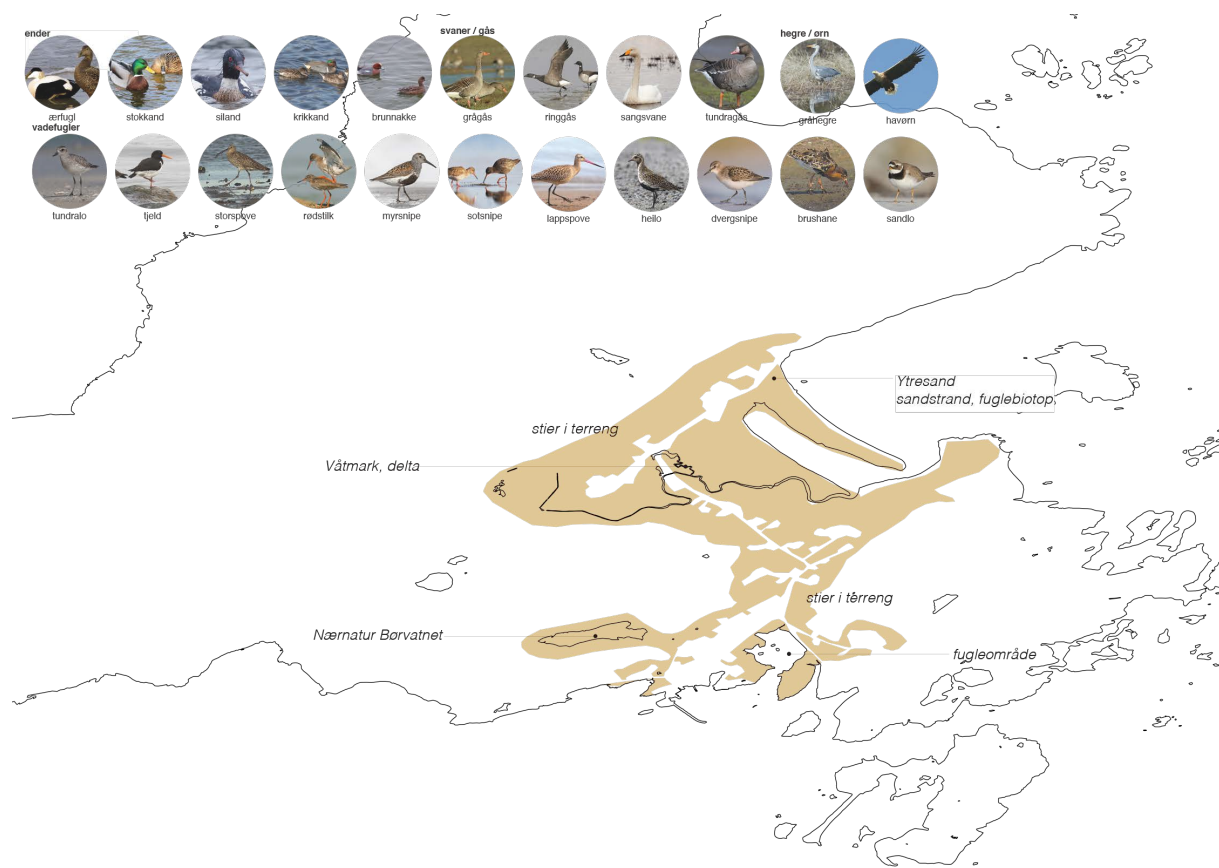 ender
svaner / gås
hegre / ørn
ærfugl
stokkand
siland
krikkand
brunnakke
grågås
ringgås
sangsvane
tundragås
gråhegre
havørn
vadefugler
tundralo
tjeld
storspove
rødstilk
myrsnipe
sotsnipe
lappspove
heilo
dvergsnipe
brushane
sandlo
Ytresand
sandstrand, fuglebiotop
stier i terreng
Våtmark, delta
stier i terreng
Nærnatur Børvatnet
fugleområde